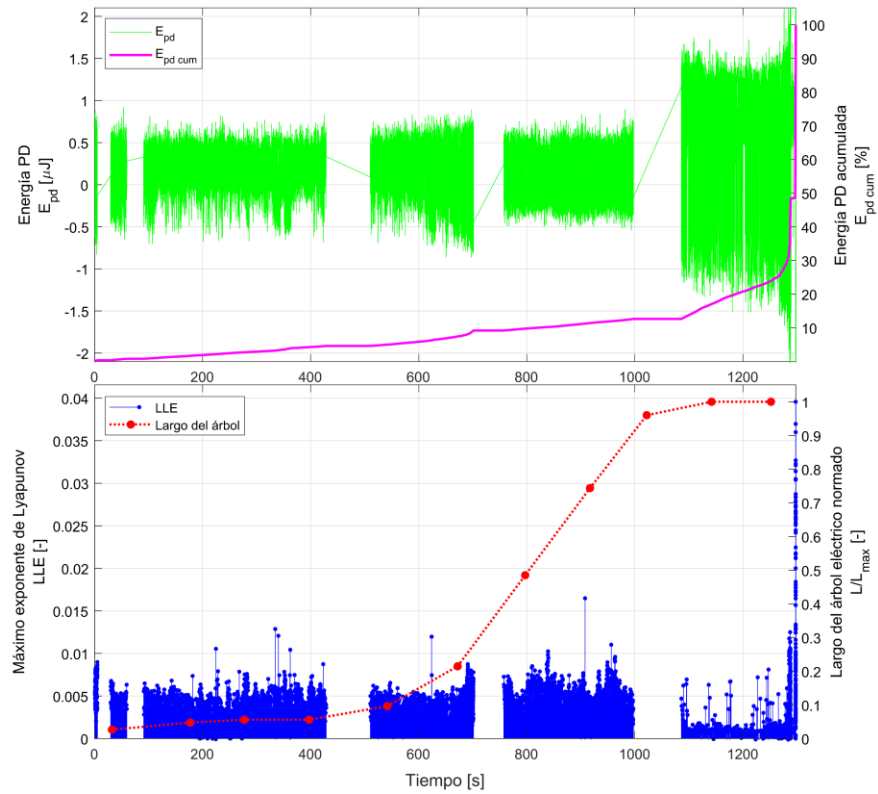 E_pd
E_pd cum
2
1.5
1
0.5
0
-0.5
-1
-1.5
-2
Energía PD
E_pd [μJ]
100
90
80
70
60
50
40
30
20
10
Energía PD acumulada
E_pd cum [%]
0 200 400 600 800 1000 1200
LLE
Largo del árbol
0.04
0.035
0.03
0.025
0.02
0.015
0.01
0.005
0
Máximo exponente de Lyapunov
LLE [-]
1
0.9
0.8
0.7
0.6
0.5
0.4
0.3
0.2
0.1
0
Largo del árbol eléctrico normado
L/L_max [-]
0 200 400 600 800 1000 1200
Tiempo [s]